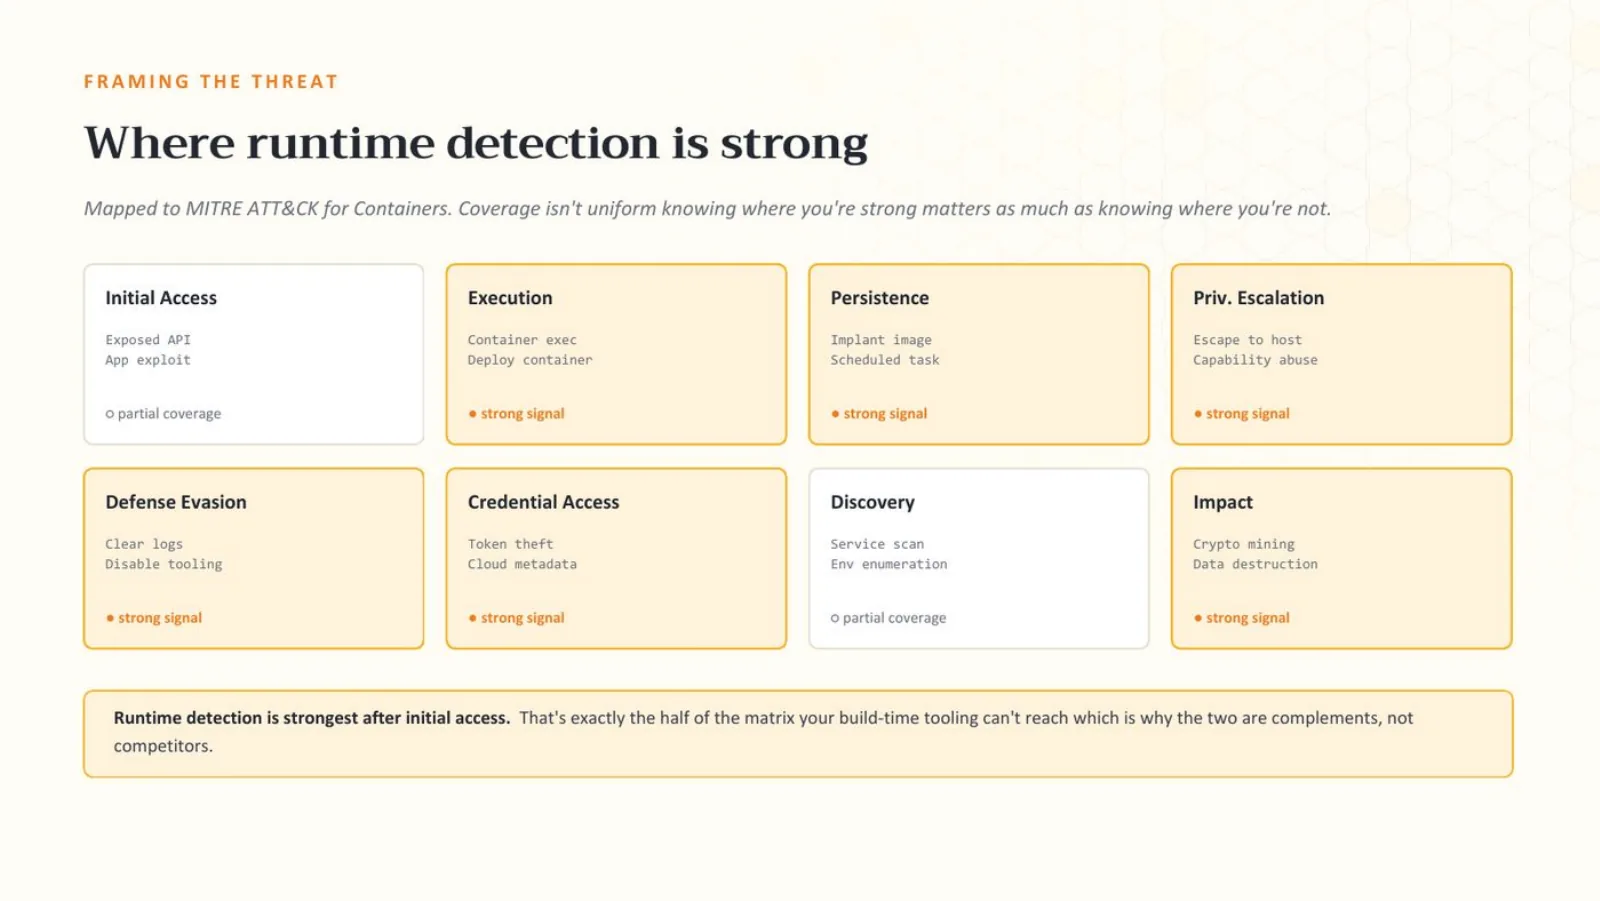 FRAMING THE THREAT
Where runtime detection is strong
Mapped to MITRE ATT&CK for Containers. Coverage isn't uniform knowing where you're strong matters as much as knowing where you're not.
Initial Access
Exposed API
App exploit
○ partial coverage
Execution
Container exec
Deploy container
● strong signal
Persistence
Implant image
Scheduled task
● strong signal
Priv. Escalation
Escape to host
Capability abuse
● strong signal
Defense Evasion
Clear logs
Disable tooling
● strong signal
Credential Access
Token theft
Cloud metadata
● strong signal
Discovery
Service scan
Env enumeration
○ partial coverage
Impact
Crypto mining
Data destruction
● strong signal
Runtime detection is strongest after initial access. That's exactly the half of the matrix your build-time tooling can't reach which is why the two are complements, not
competitors.